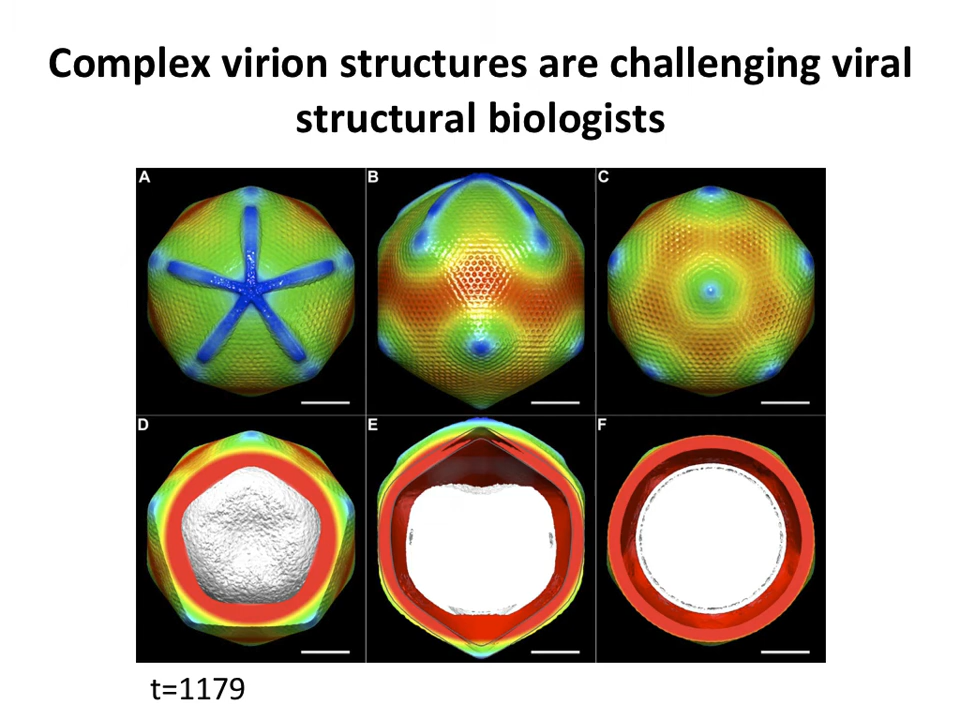 Complex virion structures are challenging viral
structural biologists
A B C
D E F
t=1179